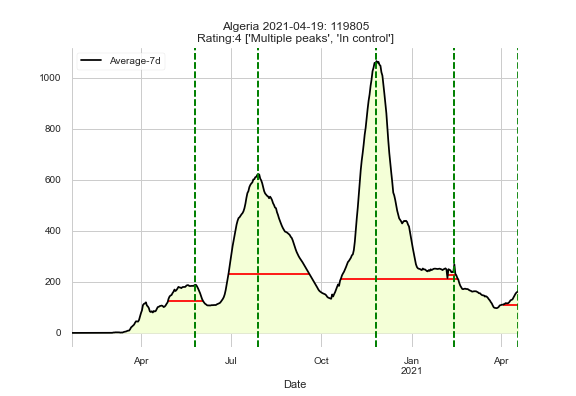 Algeria 2021-04-19: 119805
Rating:4 ['Multiple peaks', 'In control']
Average-7d
1000
800
600
400
200
0
Apr
Jul
Oct
Jan
2021
Apr
Date